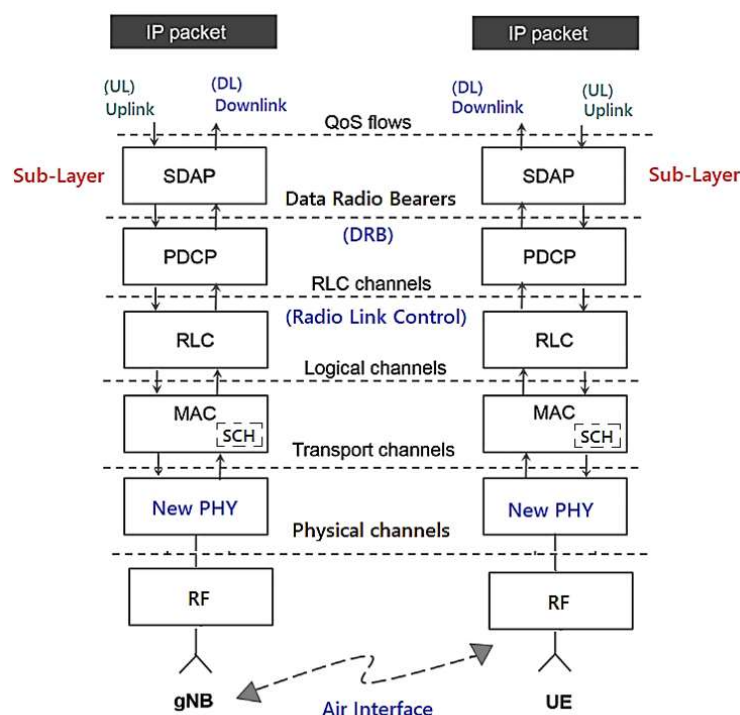 IP packet
IP packet
(UL)
Uplink
(DL)
Downlink
(DL)
Downlink
(UL)
Uplink
QoS flows
Sub-Layer
SDAP
SDAP
Sub-Layer
Data Radio Bearers
(DRB)
PDCP
PDCP
RLC channels
(Radio Link Control)
RLC
RLC
Logical channels
MAC
SCH
MAC
SCH
Transport channels
New PHY
New PHY
Physical channels
RF
RF
gNB
Air Interface
UE